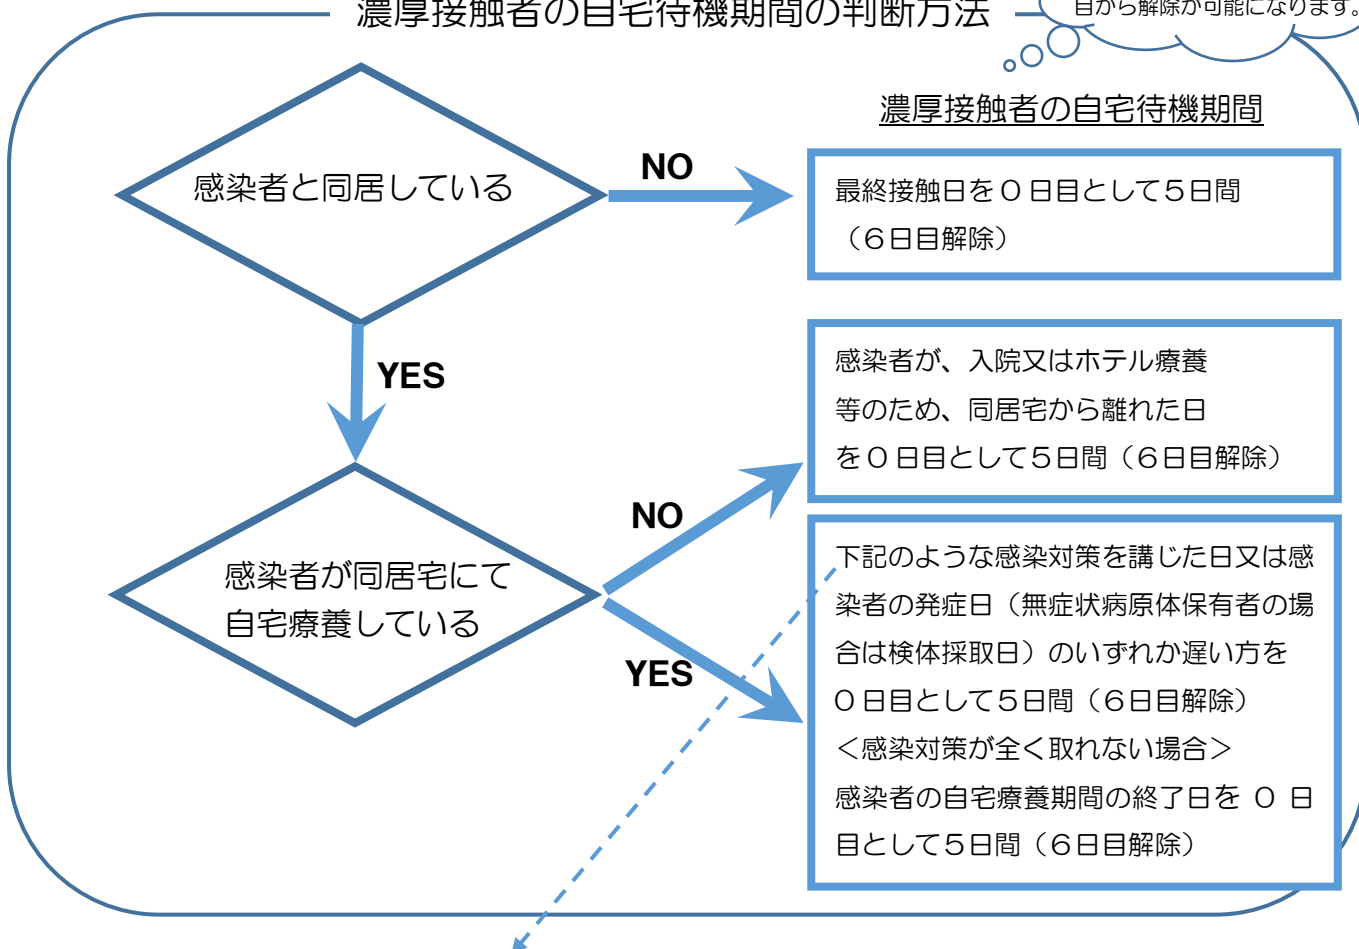 濃厚接触者の自宅待機期間の判断方法
目から解除が可能になります。
濃厚接触者の自宅待機期間
感染者と同居している
NO
最終接触日を０日目として５日間
（６日目解除）
YES
感染者が、入院又はホテル療養
等のため、同居宅から離れた日
を０日目として５日間（６日目解除）
NO
感染者が同居宅にて
自宅療養している
YES
下記のような感染対策を講じた日又は感
染者の発症日（無症状病原体保有者の場
合は検体採取日）のいずれか遅い方を
０日目として５日間（６日目解除）
＜感染対策が全く取れない場合＞
感染者の自宅療養期間の終了日を ０ 日
目として５日間（６日目解除）